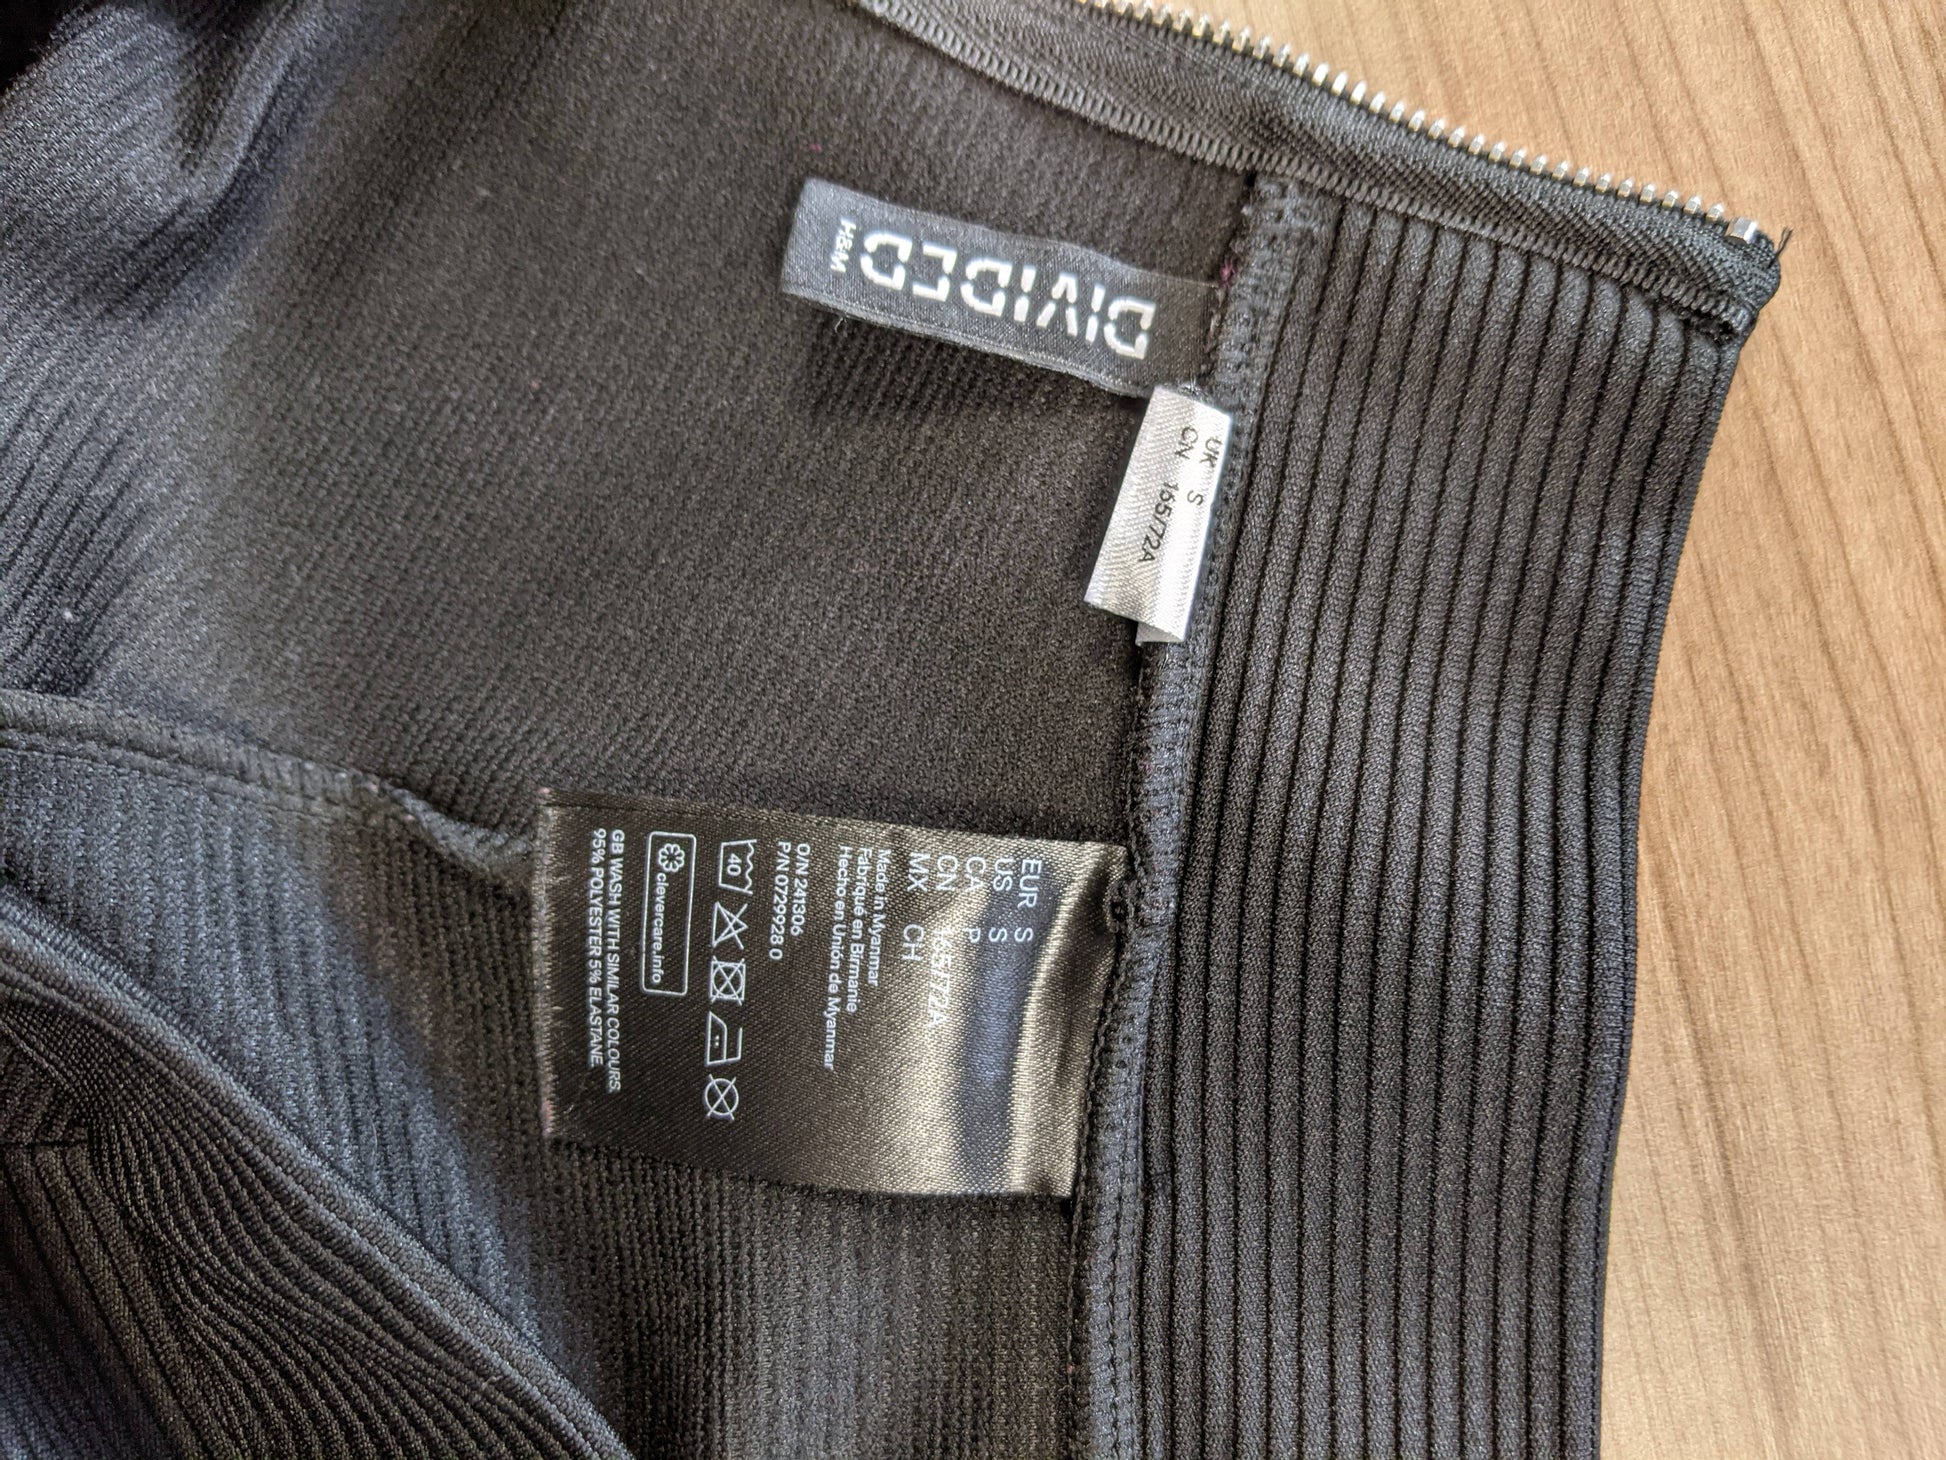 DIVIDED
H&M
UK S
CN 165/72A
EUR S
US S
CA P
CN 165/72A
MX CH
Made in Myanmar
Fabriqué en Birmanie
Hecho en Unión de Myanmar
O/N 241306
P/N 0729928 0
40
clevercare.info
GB WASH WITH SIMILAR COLOURS.
95% POLYESTER 5% ELASTANE